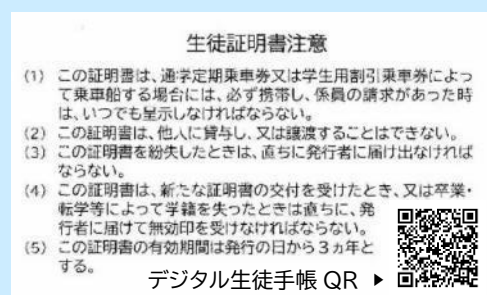 生徒証明書注意
(1) この証明書は、通学定期乗車券又は学生用割引乗車券によっ
て乗車船する場合には、必ず携帯し、係員の請求があった時
は、いつでも呈示しなければならない。
(2) この証明書は、他人に貸与し、又は譲渡することはできない。
(3) この証明書を紛失したときは、直ちに発行者に届け出なければ
ならない。
(4) この証明書は、新たな証明書の交付を受けたとき、又は卒業・
転学等によって学籍を失ったときは直ちに、発
行者に届けて無効印を受けなければならない。
(5) この証明書の有効期間は発行の日から3ヵ年と
する。
デジタル生徒手帳 QR ▶